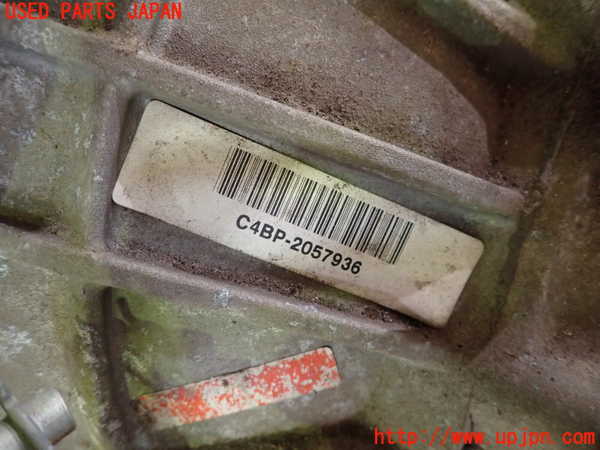 USED PARTS JAPAN
C4BP-2057936
http://www.upjpn.com/